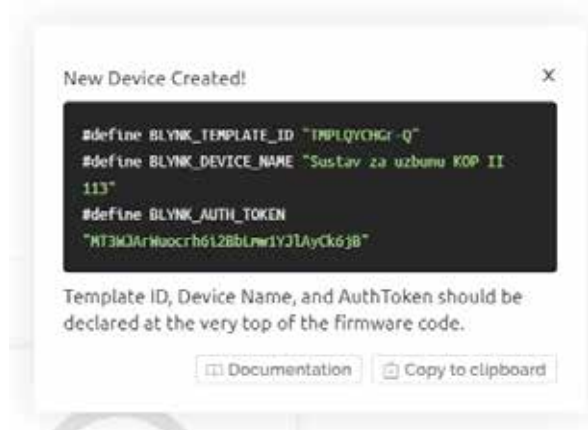 New Device Created! X
#define BLYNK_TEMPLATE_ID "TMPLQYCHGr-Q"
#define BLYNK_DEVICE_NAME "Sustav za uzbunu KOP II
113"
#define BLYNK_AUTH_TOKEN
Template ID, Device Name, and AuthToken should be
declared at the very top of the firmware code.
Documentation Copy to clipboard